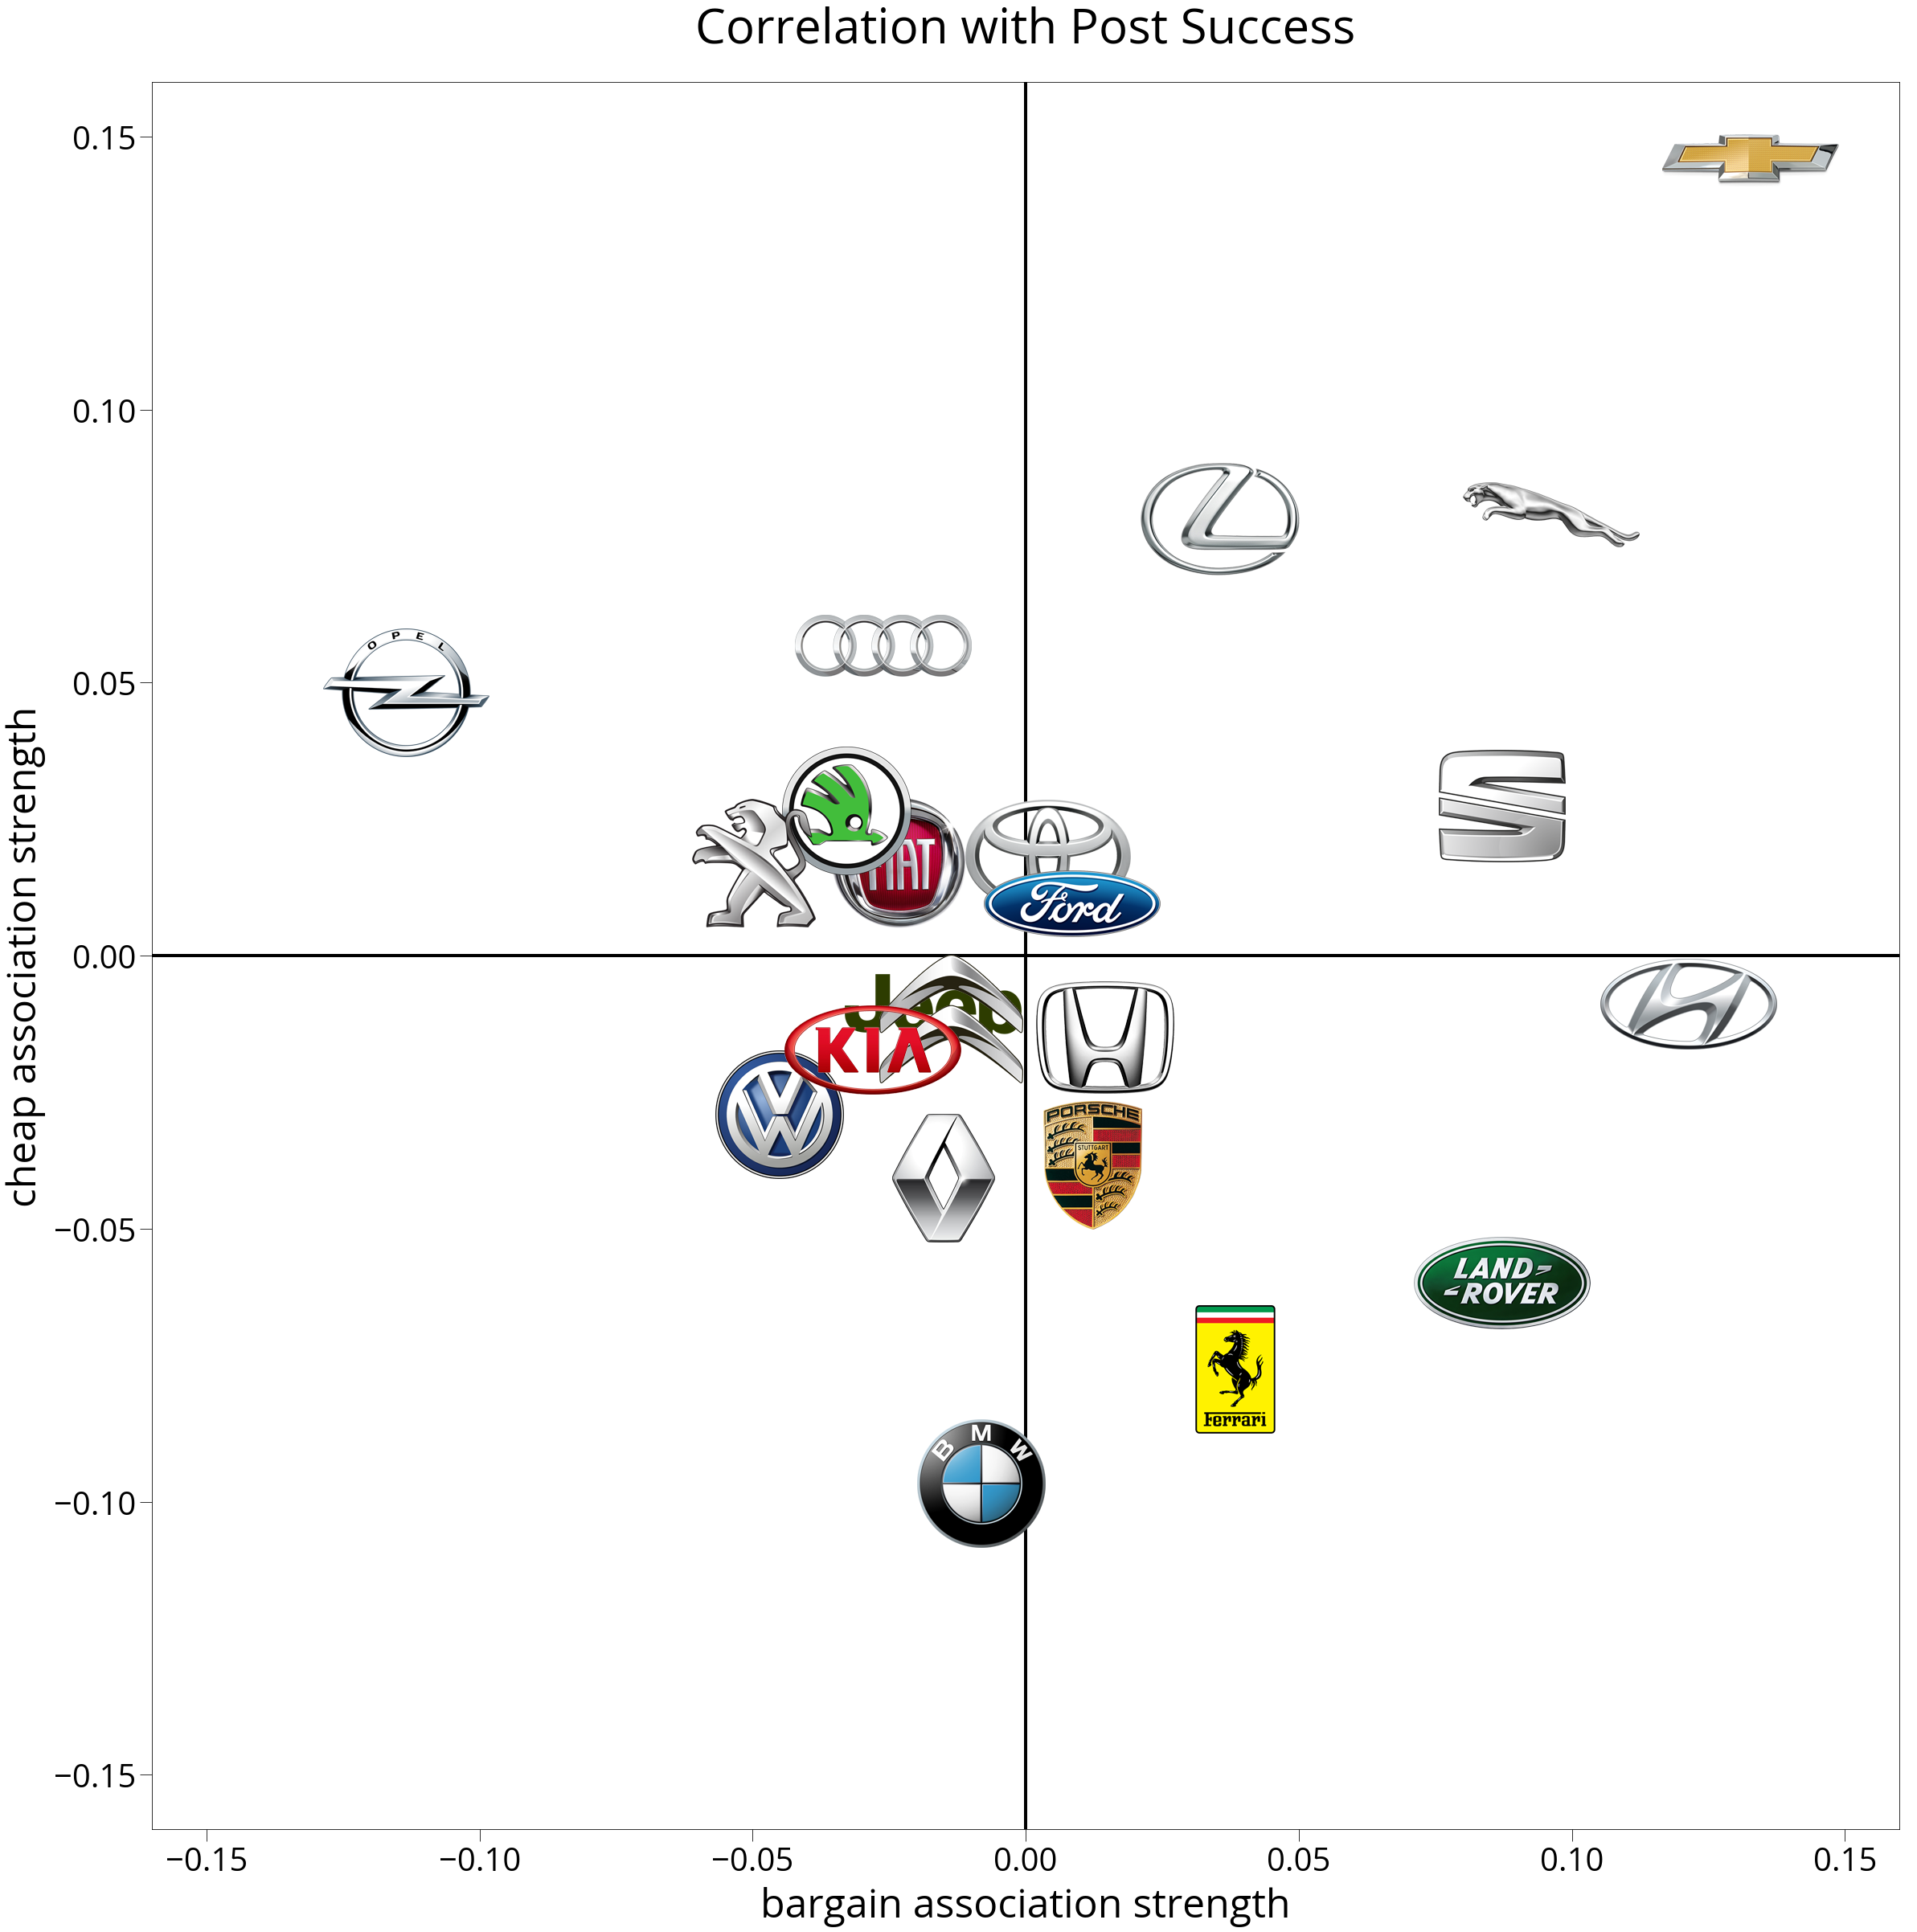 Correlation with Post Success
0.15
0.10
OPEL
0.05
FIAT
Ford
cheap association strength
0.00
Jeep
KIA
PORSCHE
STUTTGART
−0.05
LAND-
-ROVER
Ferrari
BMW
−0.10
−0.15
−0.15 −0.10 −0.05 0.00 0.05 0.10 0.15
bargain association strength